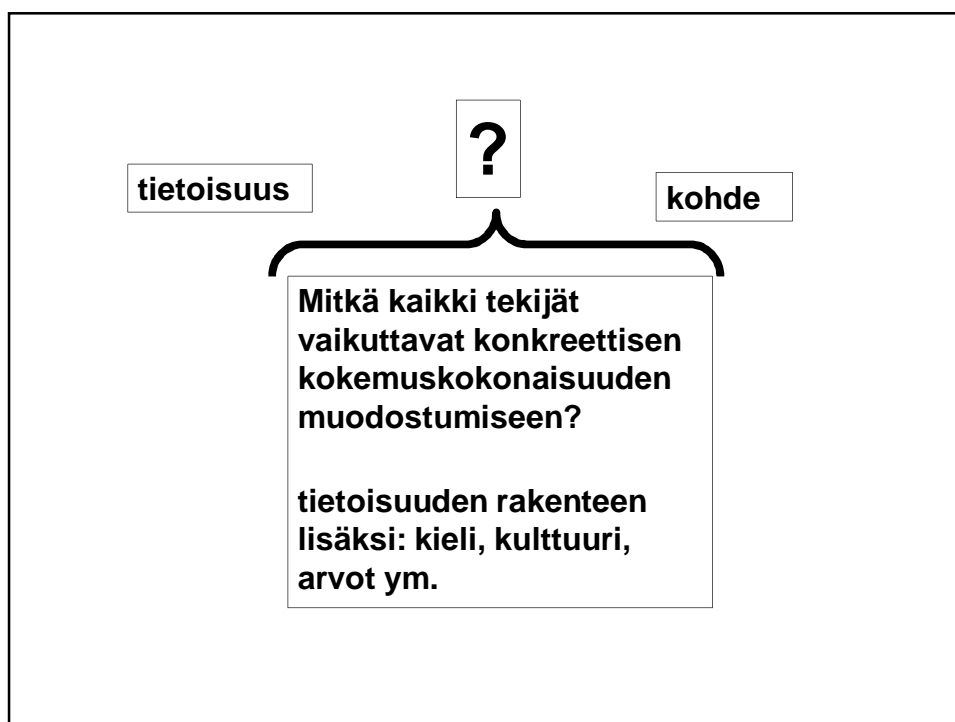 ?
tietoisuus
kohde
Mitkä kaikki tekijät
vaikuttavat konkreettisen
kokemuskokonaisuuden
muodostumiseen?
tietoisuuden rakenteen
lisäksi: kieli, kulttuuri,
arvot ym.